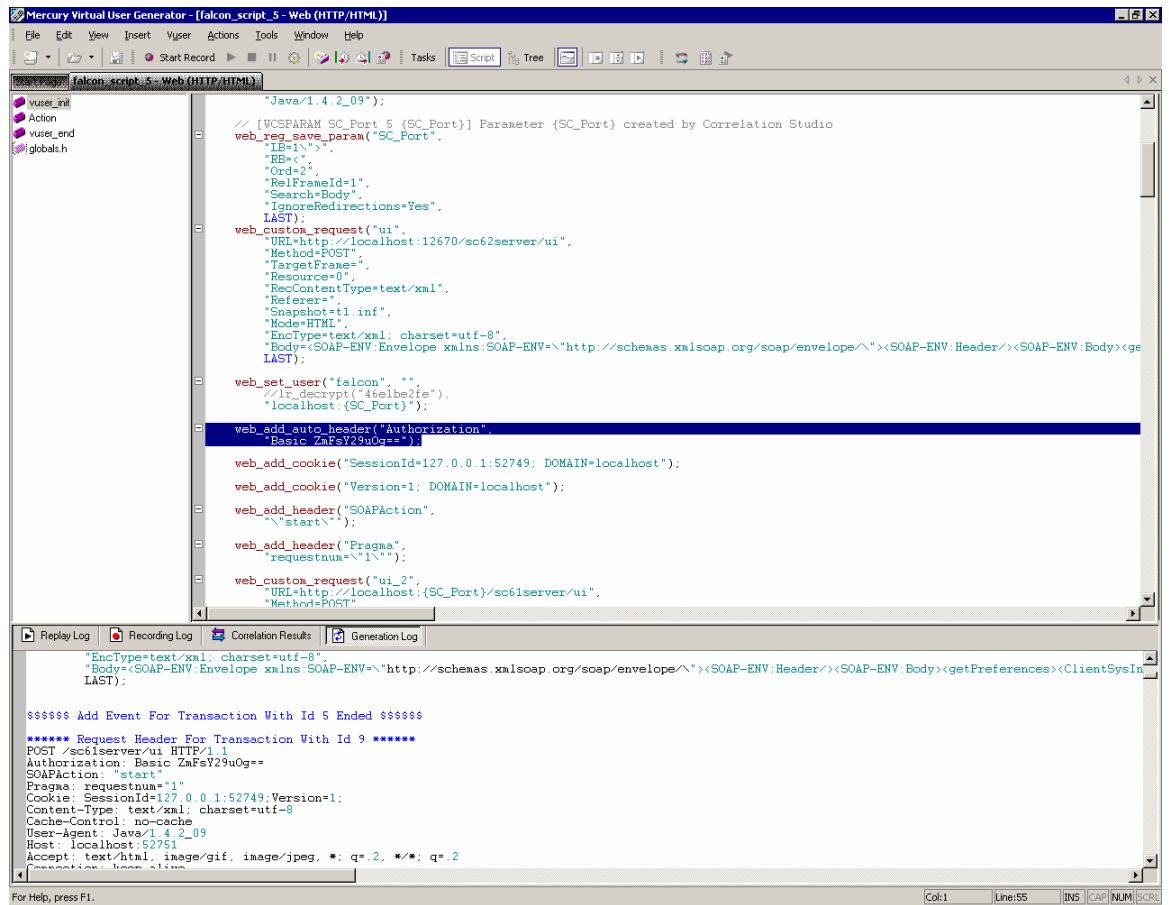 Mercury Virtual User Generator - [falcon_script_5 - Web (HTTP/HTML)]
File Edit View Insert Vuser Actions Tools Window Help
Start Record Tasks Script Tree
Start Page falcon_script_5 - Web (HTTP/HTML)
vuser_init
Action
vuser_end
globals.h
"Java/1.4.2_09");
// [WCSPARAM SC_Port 5 {SC_Port}] Parameter {SC_Port} created by Correlation Studio
web_reg_save_param("SC_Port",
"LB=1\">",
"RB=<",
"Ord=2",
"RelFrameId=1",
"Search=Body",
"IgnoreRedirections=Yes",
LAST);
web_custom_request("ui",
"URL=http://localhost:12670/sc62server/ui",
"Method=POST",
"TargetFrame=",
"Resource=0",
"RecContentType=text/xml",
"Referer=",
"Snapshot=t1.inf",
"Mode=HTML",
"EncType=text/xml; charset=utf-8",
"Body=<SOAP-ENV:Envelope xmlns:SOAP-ENV=\"http://schemas.xmlsoap.org/soap/envelope/\"><SOAP-ENV:Header/><SOAP-ENV:Body><ge
LAST);
web_set_user("falcon", "",
//lr_decrypt("46e1be2fe"),
"localhost:{SC_Port}");
web_add_auto_header("Authorization",
"Basic ZmFsY29uOg==");
web_add_cookie("SessionId=127.0.0.1:52749; DOMAIN=localhost");
web_add_cookie("Version=1; DOMAIN=localhost");
web_add_header("SOAPAction",
"\"start\"");
web_add_header("Pragma",
"requestnum=\"1\"");
web_custom_request("ui_2",
"URL=http://localhost:{SC_Port}/sc61server/ui",
"Method=POST"
Replay Log Recording Log Correlation Results Generation Log
"EncType=text/xml; charset=utf-8",
"Body=<SOAP-ENV:Envelope xmlns:SOAP-ENV=\"http://schemas.xmlsoap.org/soap/envelope/\"><SOAP-ENV:Header/><SOAP-ENV:Body><getPreferences><ClientSysIn
LAST);
$$$$$$ Add Event For Transaction With Id 5 Ended $$$$$$
****** Request Header For Transaction With Id 9 ******
POST /sc61server/ui HTTP/1.1
Authorization: Basic ZmFsY29uOg==
SOAPAction: "start"
Pragma: requestnum="1"
Cookie: SessionId=127.0.0.1:52749;Version=1;
Content-Type: text/xml; charset=utf-8
Cache-Control: no-cache
User-Agent: Java/1.4.2_09
Host: localhost:52751
Accept: text/html, image/gif, image/jpeg, *; q=.2, */*; q=.2
Connection: keep-alive
For Help, press F1. Col:1 Line:55 INS CAP NUM SCRL